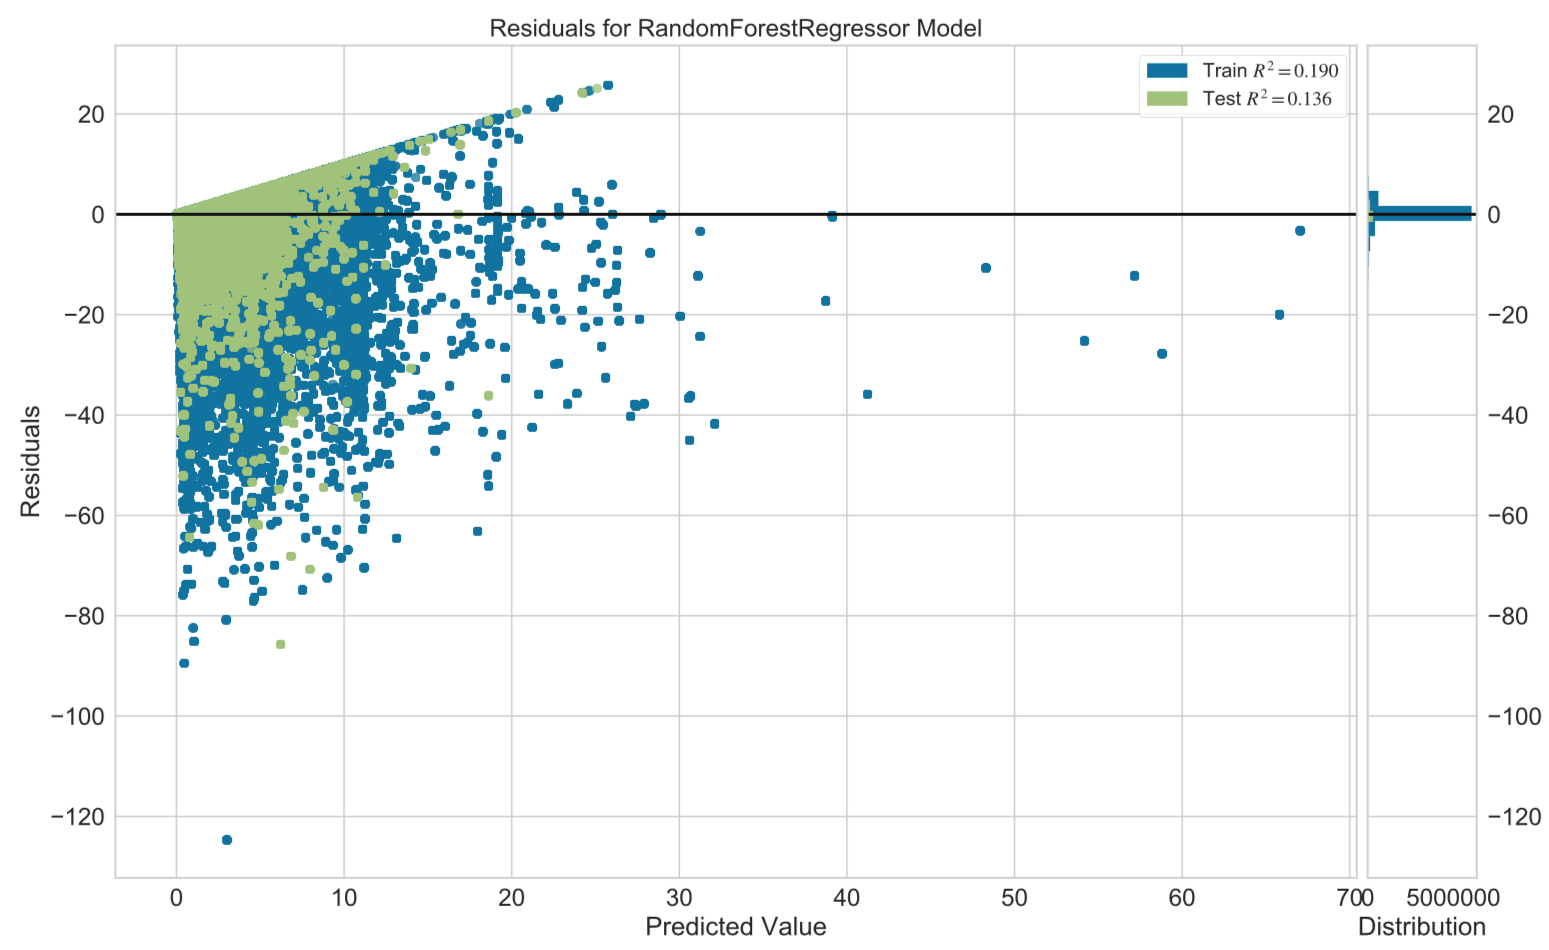 Residuals for RandomForestRegressor Model
Train R² = 0.190
Test R² = 0.136
Residuals
20
0
−20
−40
−60
−80
−100
−120
20
0
−20
−40
−60
−80
−100
−120
0 10 20 30 40 50 60 70
0 5000000
Predicted Value
Distribution